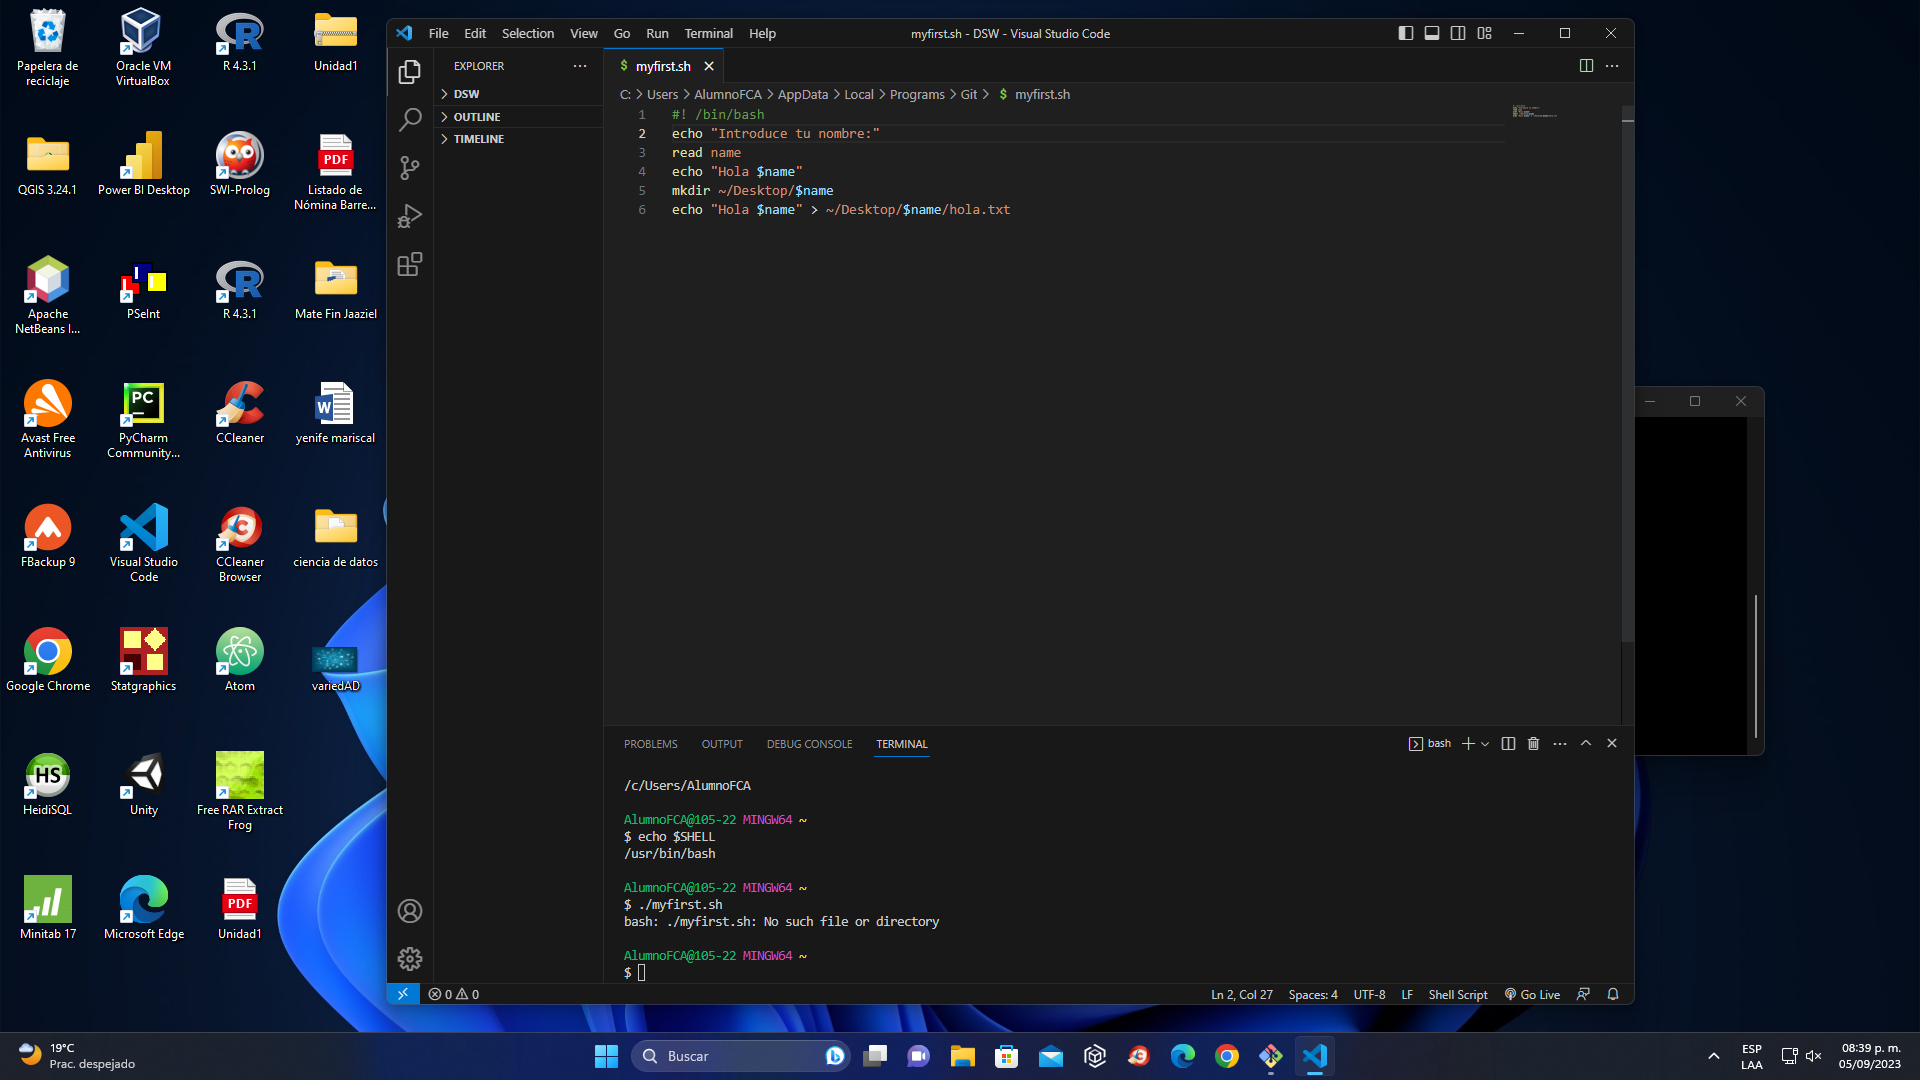 Papelera de
reciclaje
Oracle VM
VirtualBox
R 4.3.1
Unidad1
QGIS 3.24.1
Power BI Desktop
SWI-Prolog
Listado de
Nómina Barre...
Apache
NetBeans I...
PSeInt
R 4.3.1
Mate Fin Jaaziel
Avast Free
Antivirus
PyCharm
Community...
CCleaner
yenife mariscal
FBackup 9
Visual Studio
Code
CCleaner
Browser
ciencia de datos
Google Chrome
Statgraphics
Atom
variedAD
HeidiSQL
Unity
Free RAR Extract
Frog
Minitab 17
Microsoft Edge
Unidad1
File Edit Selection View Go Run Terminal Help
myfirst.sh - DSW - Visual Studio Code
EXPLORER
DSW
OUTLINE
TIMELINE
$ myfirst.sh
C: > Users > AlumnoFCA > AppData > Local > Programs > Git > $ myfirst.sh
1 #! /bin/bash
2 echo "Introduce tu nombre:"
3 read name
4 echo "Hola $name"
5 mkdir ~/Desktop/$name
6 echo "Hola $name" > ~/Desktop/$name/hola.txt
PROBLEMS OUTPUT DEBUG CONSOLE TERMINAL
bash
/c/Users/AlumnoFCA
AlumnoFCA@105-22 MINGW64 ~
$ echo $SHELL
/usr/bin/bash
AlumnoFCA@105-22 MINGW64 ~
$ ./myfirst.sh
bash: ./myfirst.sh: No such file or directory
AlumnoFCA@105-22 MINGW64 ~
$
0 0
Ln 2, Col 27 Spaces: 4 UTF-8 LF Shell Script Go Live
19°C
Prac. despejado
Buscar
ESP
LAA
08:39 p. m.
05/09/2023